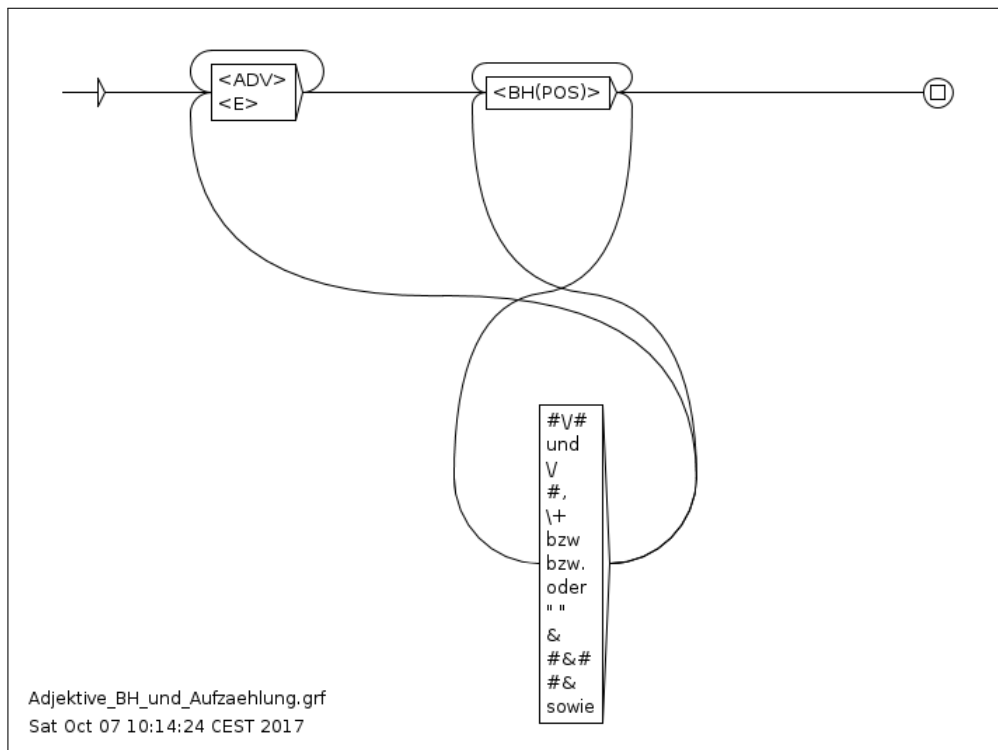 <ADV>
<E>
<BH(POS)>
#\/#
und
\/
#,
\+
bzw
bzw.
oder
" "
&
#&#
#&
sowie
Adjektive_BH_und_Aufzaehlung.grf
Sat Oct 07 10:14:24 CEST 2017